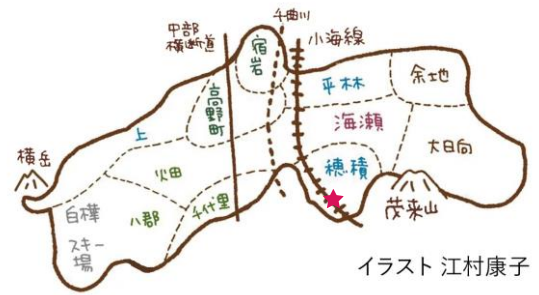 中部
横断道
千曲川
小海線
宿岩
平林
余地
高野町
海瀬
上
大日向
横岳
畑
穂積
白樺
スキー
場
八郡
千代里
茂来山
イラスト 江村康子